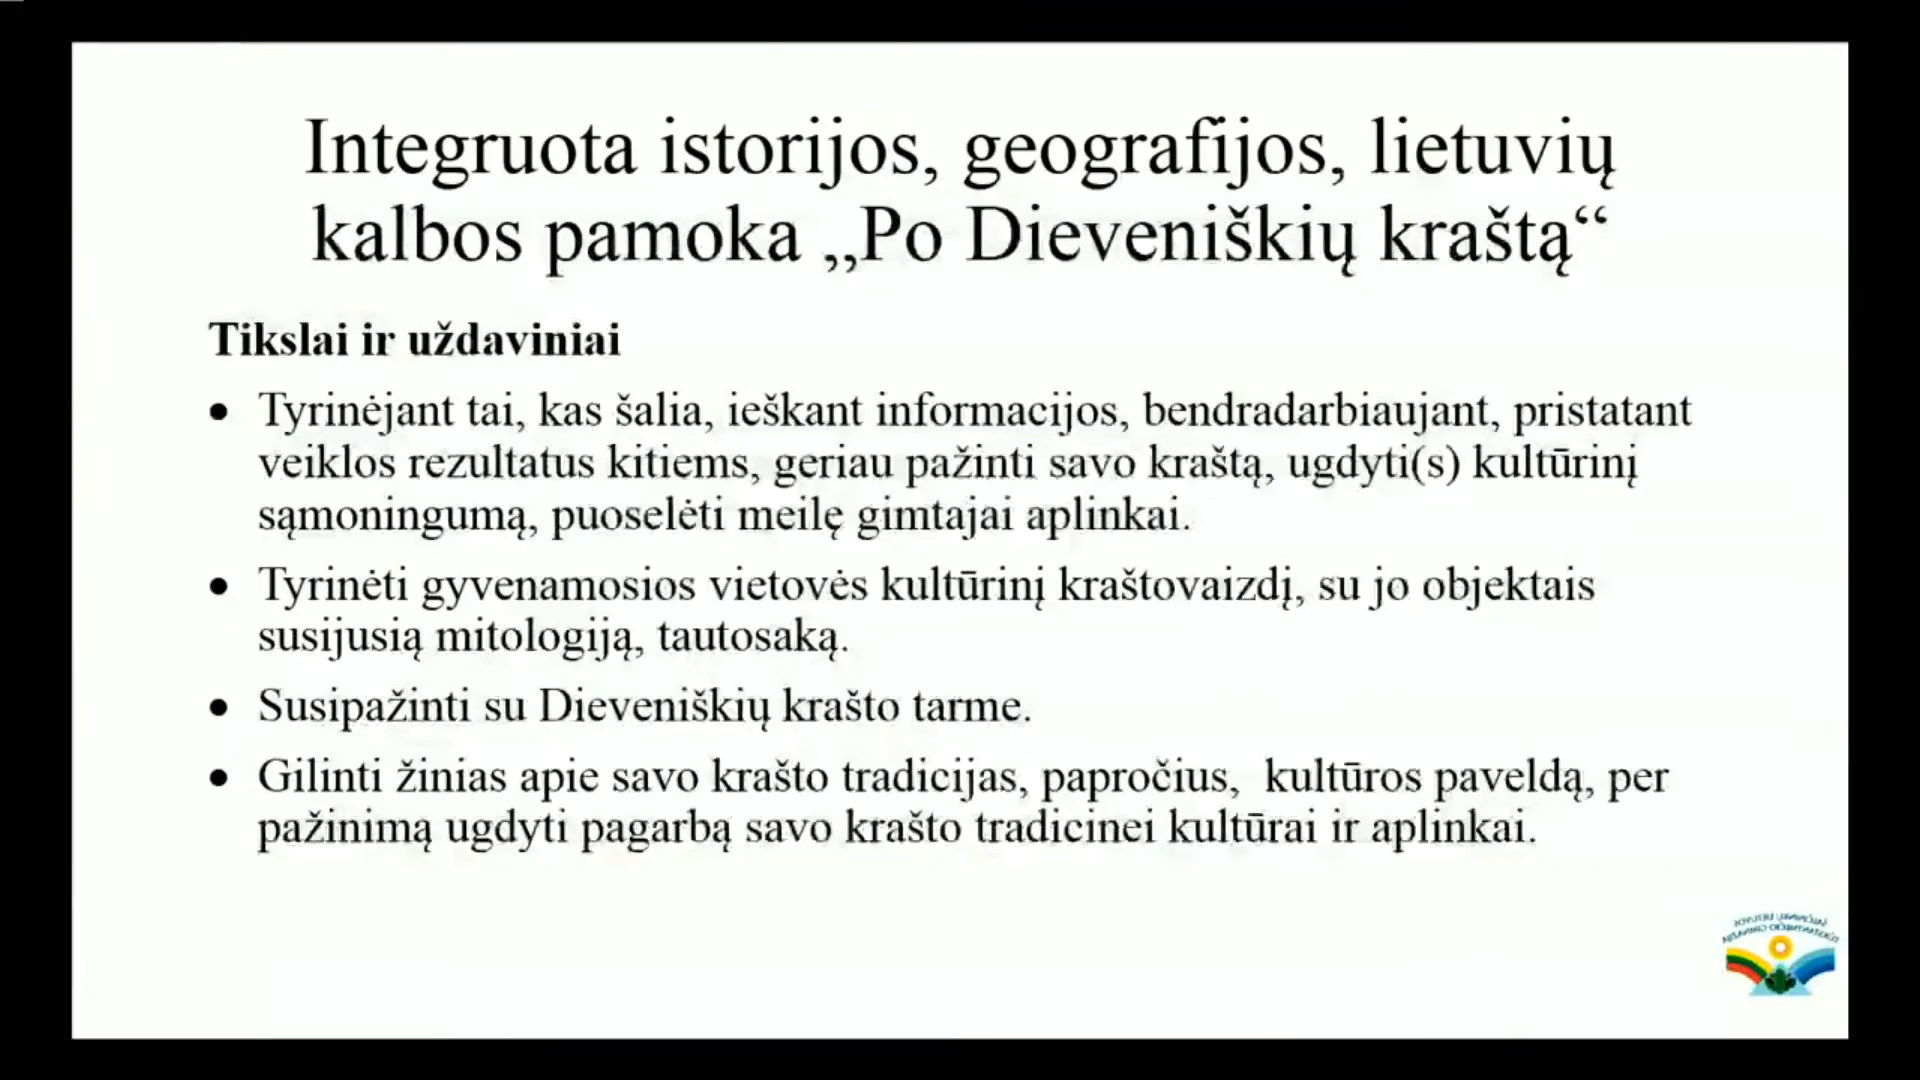 Integruota istorijos, geografijos, lietuvių
kalbos pamoka „Po Dieveniškių kraštą“
Tikslai ir uždaviniai
• Tyrinėjant tai, kas šalia, ieškant informacijos, bendradarbiaujant, pristatant
veiklos rezultatus kitiems, geriau pažinti savo kraštą, ugdyti(s) kultūrinį
sąmoningumą, puoselėti meilę gimtajai aplinkai.
• Tyrinėti gyvenamosios vietovės kultūrinį kraštovaizdį, su jo objektais
susijusią mitologiją, tautosaką.
• Susipažinti su Dieveniškių krašto tarme.
• Gilinti žinias apie savo krašto tradicijas, papročius,  kultūros paveldą, per
pažinimą ugdyti pagarbą savo krašto tradicinei kultūrai ir aplinkai.